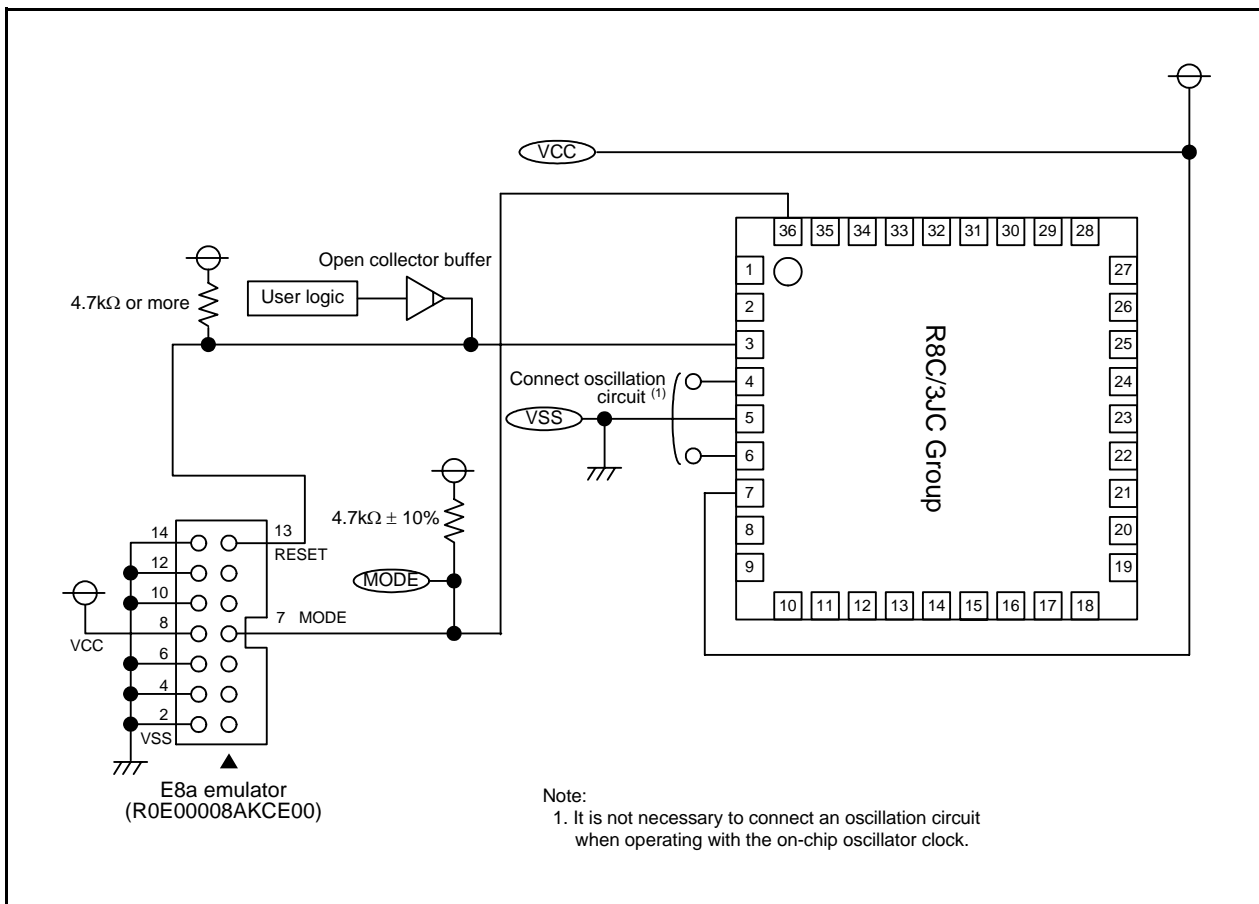 VCC
36 35 34 33 32 31 30 29 28
Open collector buffer
User logic
4.7kΩ or more
1
2
3
4
5
6
7
8
9
27
26
25
24
23
22
21
20
19
R8C/3JC Group
Connect oscillation
circuit (1)
VSS
10 11 12 13 14 15 16 17 18
4.7kΩ ± 10%
MODE
14
13
RESET
12
10
8
7 MODE
VCC
6
4
2
VSS
E8a emulator
(R0E00008AKCE00)
Note:
1. It is not necessary to connect an oscillation circuit
when operating with the on-chip oscillator clock.